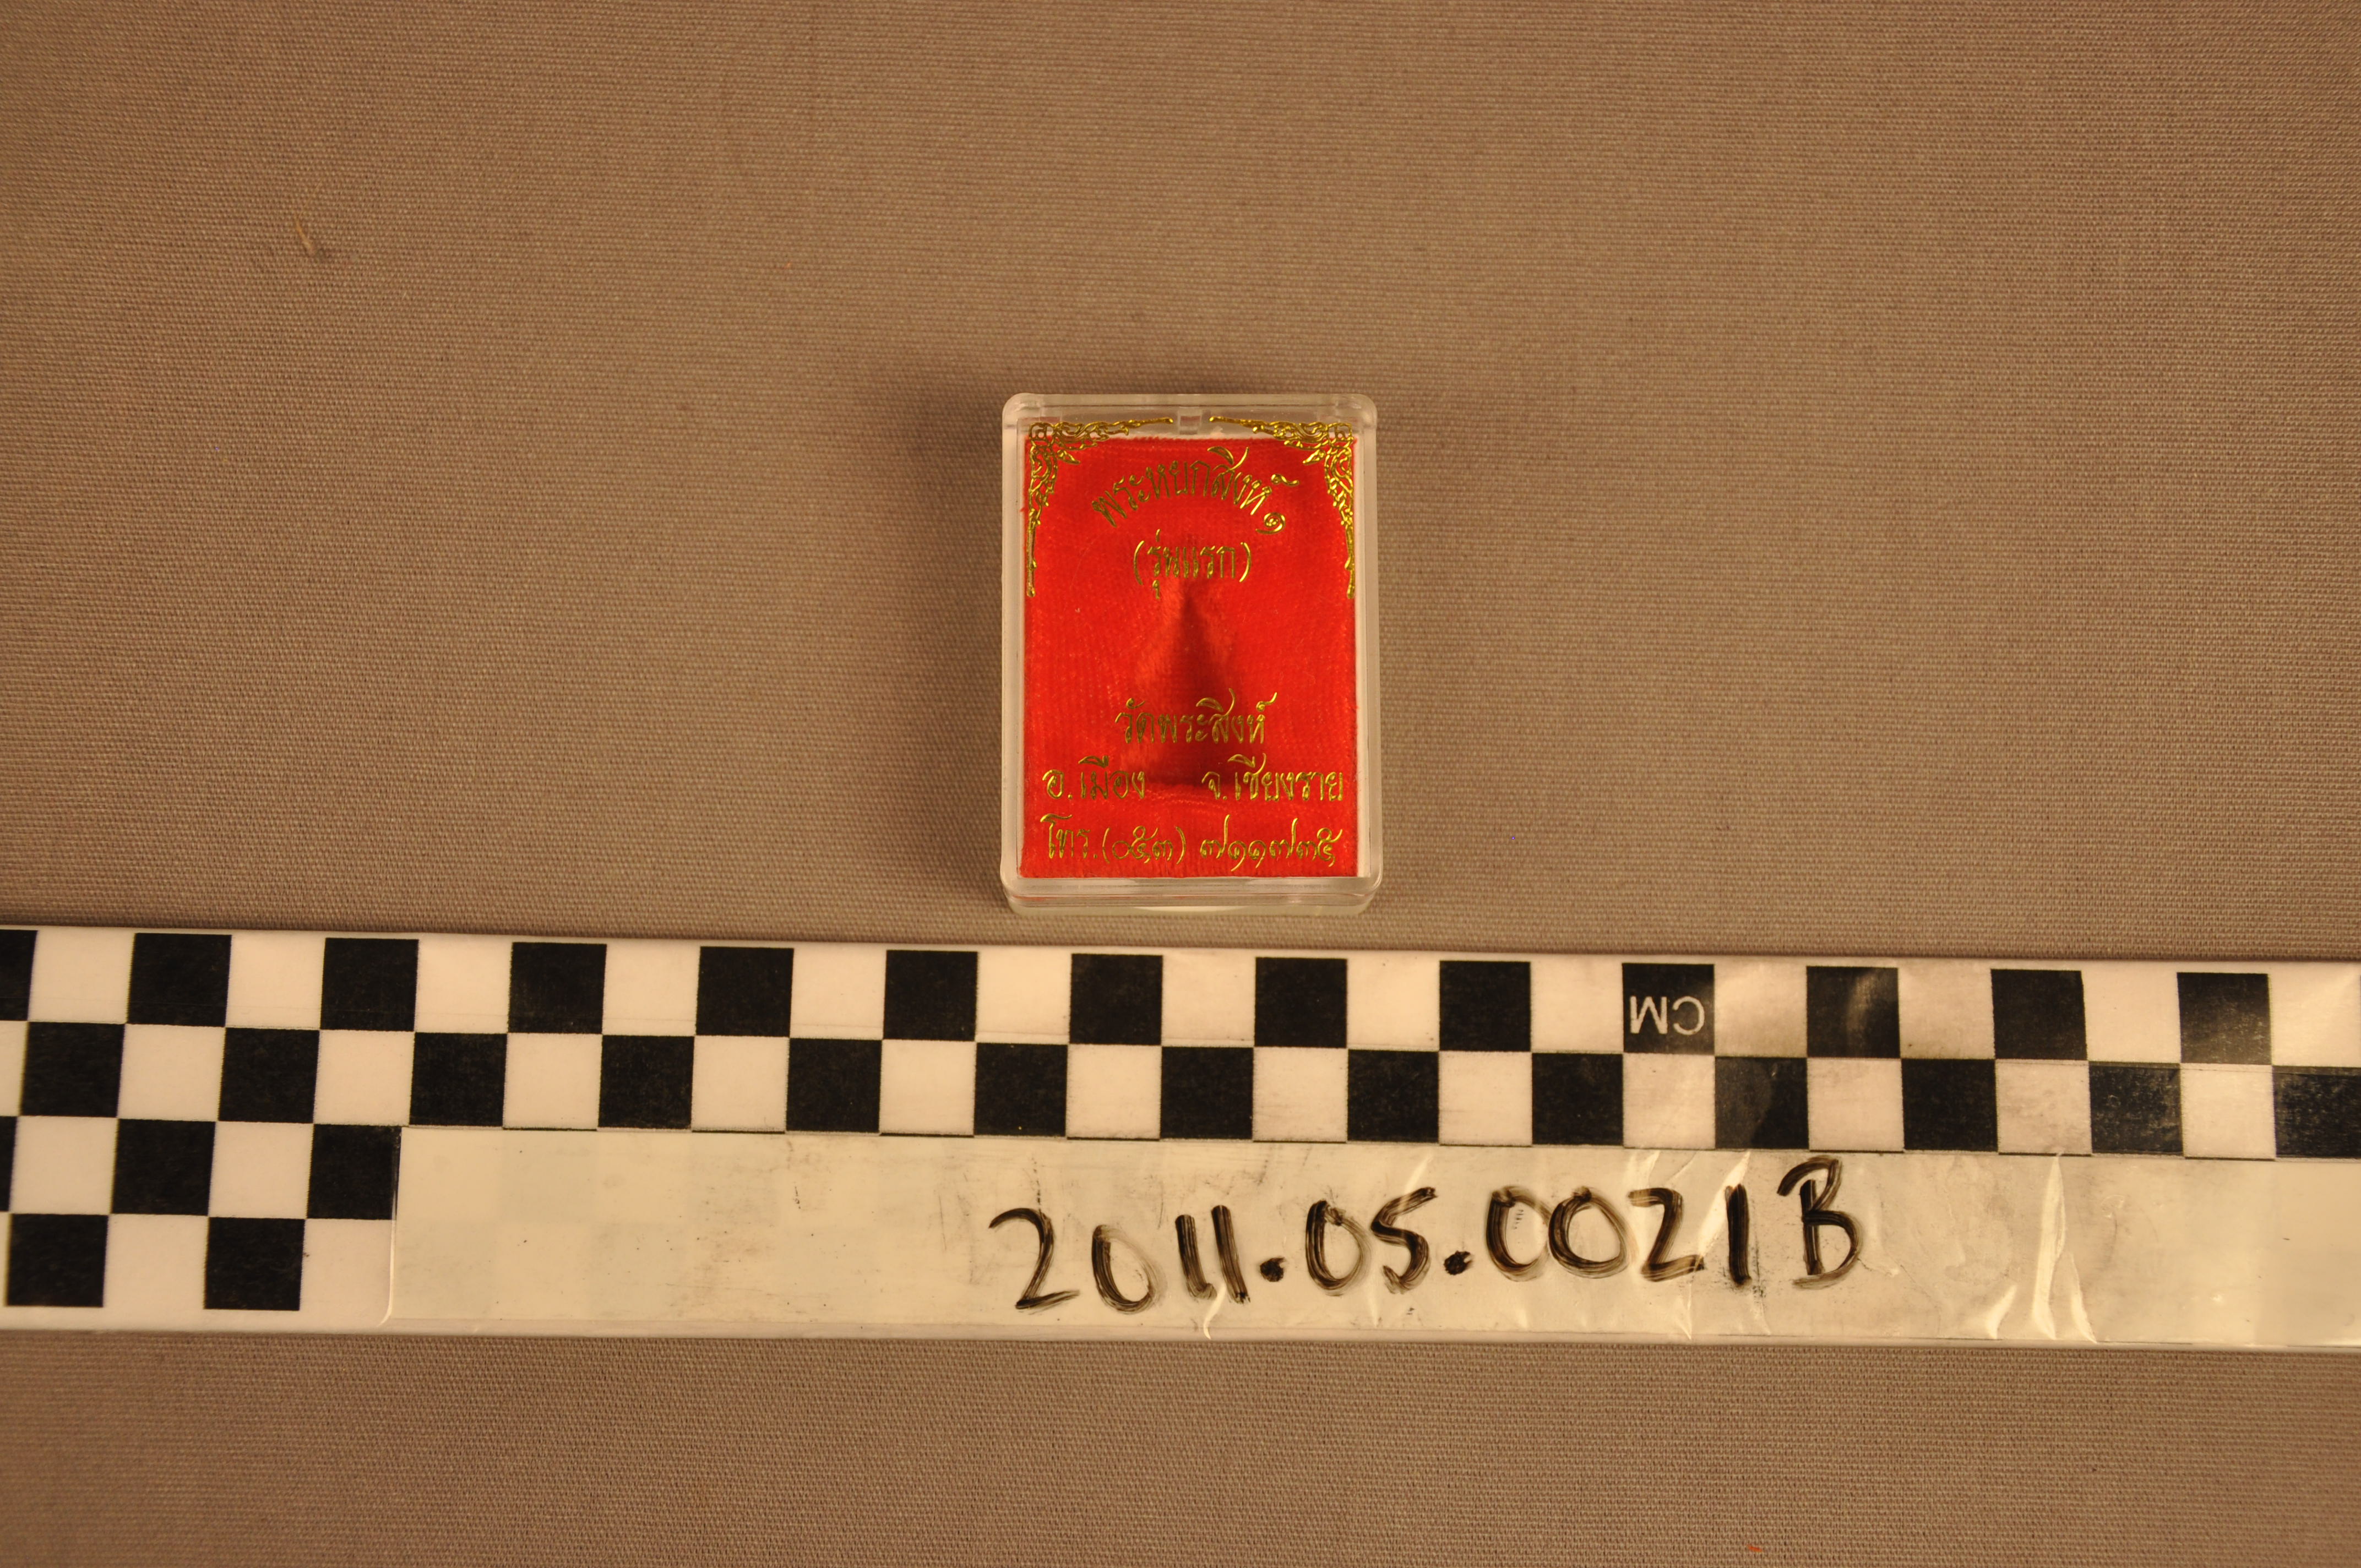 พระหยกสิงห์ ๑
(รุ่นแรก)
วัดพระสิงห์
อ.เมือง จ.เชียงราย
โทร.(๐๕๓) ๗๑๑๗๓๕
CM
2011.05.0021B